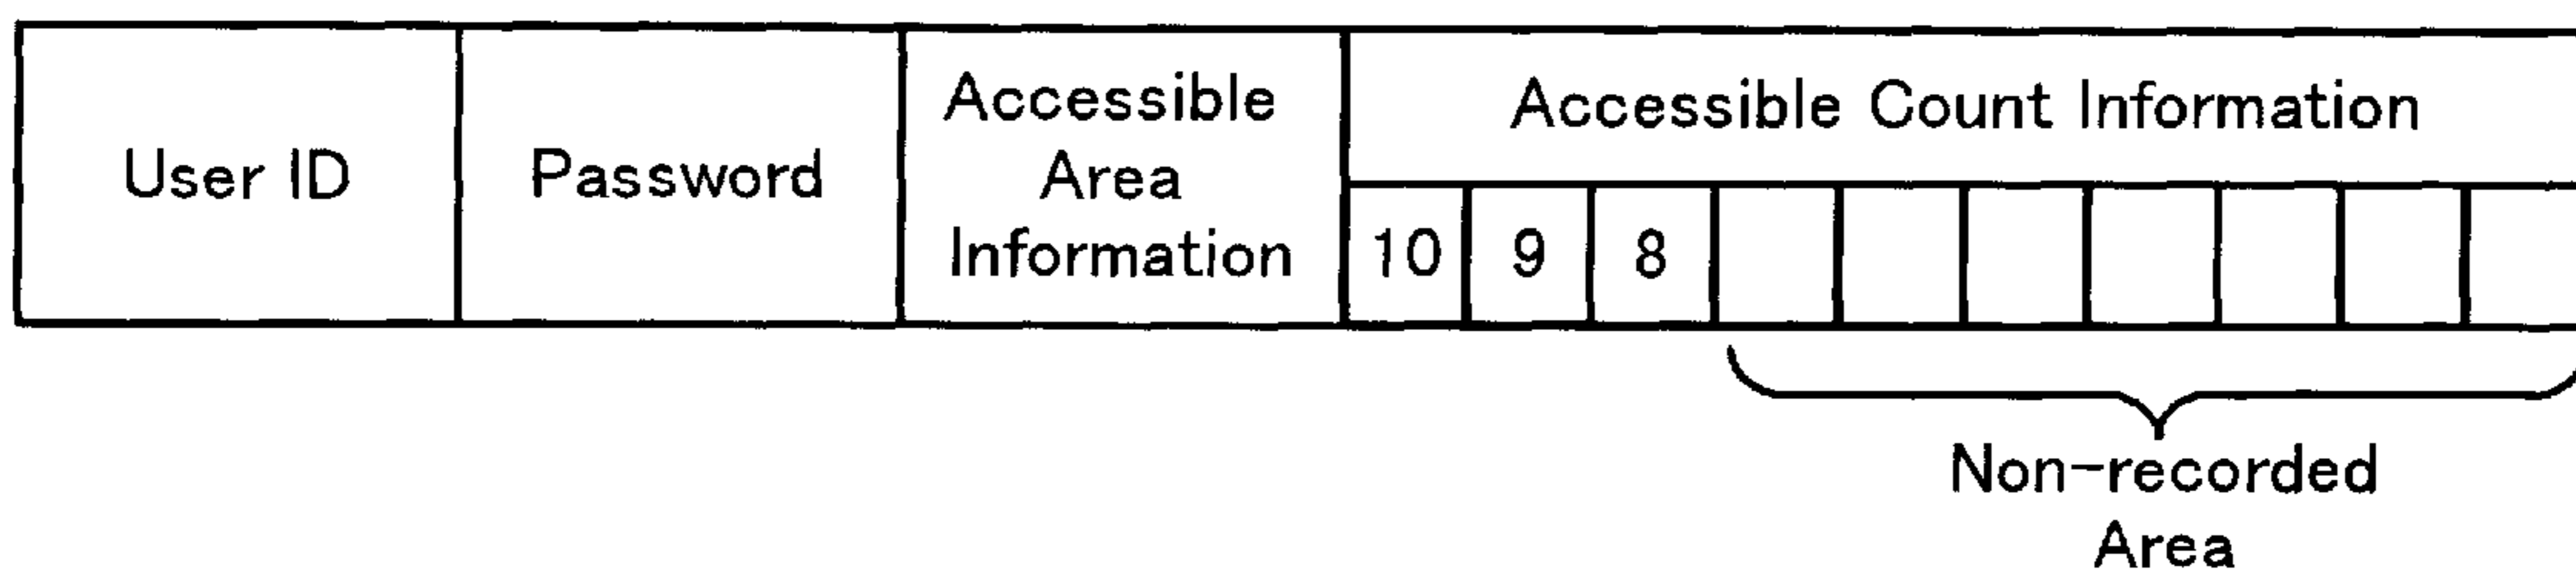 User ID
Password
Accessible
Area
Information
Accessible Count Information
10 9 8
Non-recorded
Area